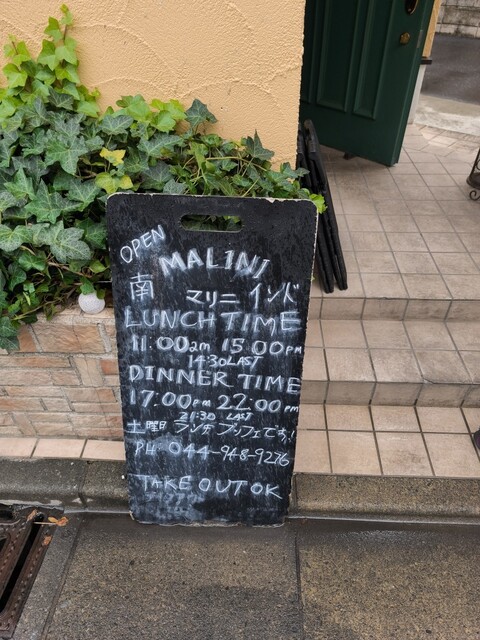 OPEN
MALINI
南 マリニ インド
LUNCH TIME
11:00am 15:00pm
14:30 LAST
DINNER TIME
17:00pm 22:00pm
21:30 LAST
土曜 ランチブッフェです!
PH 044-948-9276
TAKE OUT OK